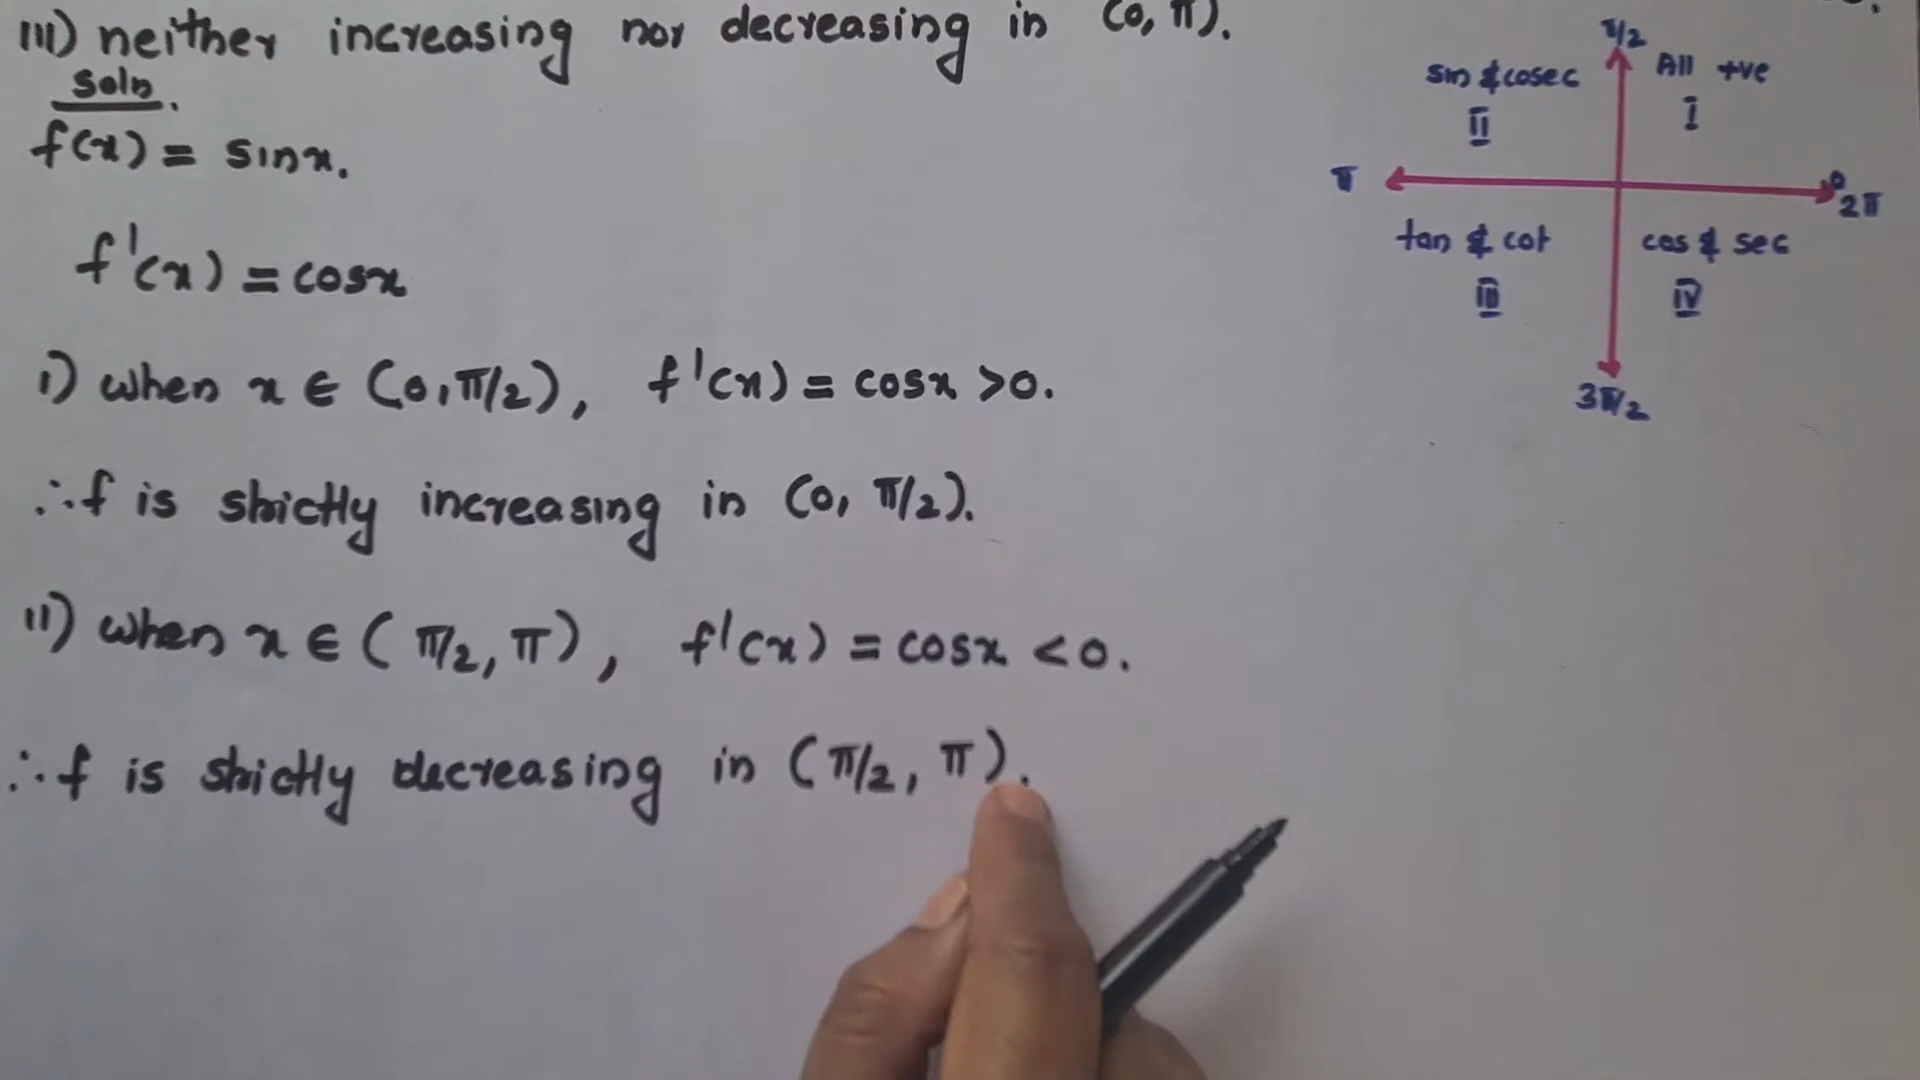 III) neither increasing nor decreasing in (0, π).
Soln.
f(x) = sinx.
f'(x) = cosx
i) when x ∈ (0, π/2), f'(x) = cosx >0.
∴ f is strictly increasing in (0, π/2).
II) when x ∈ ( π/2, π), f'(x) = cosx <0.
∴ f is strictly decreasing in (π/2, π).
π/2
sin & cosec
All +ve
II
I
π
0
2π
tan & cot
cos & sec
III
IV
3π/2